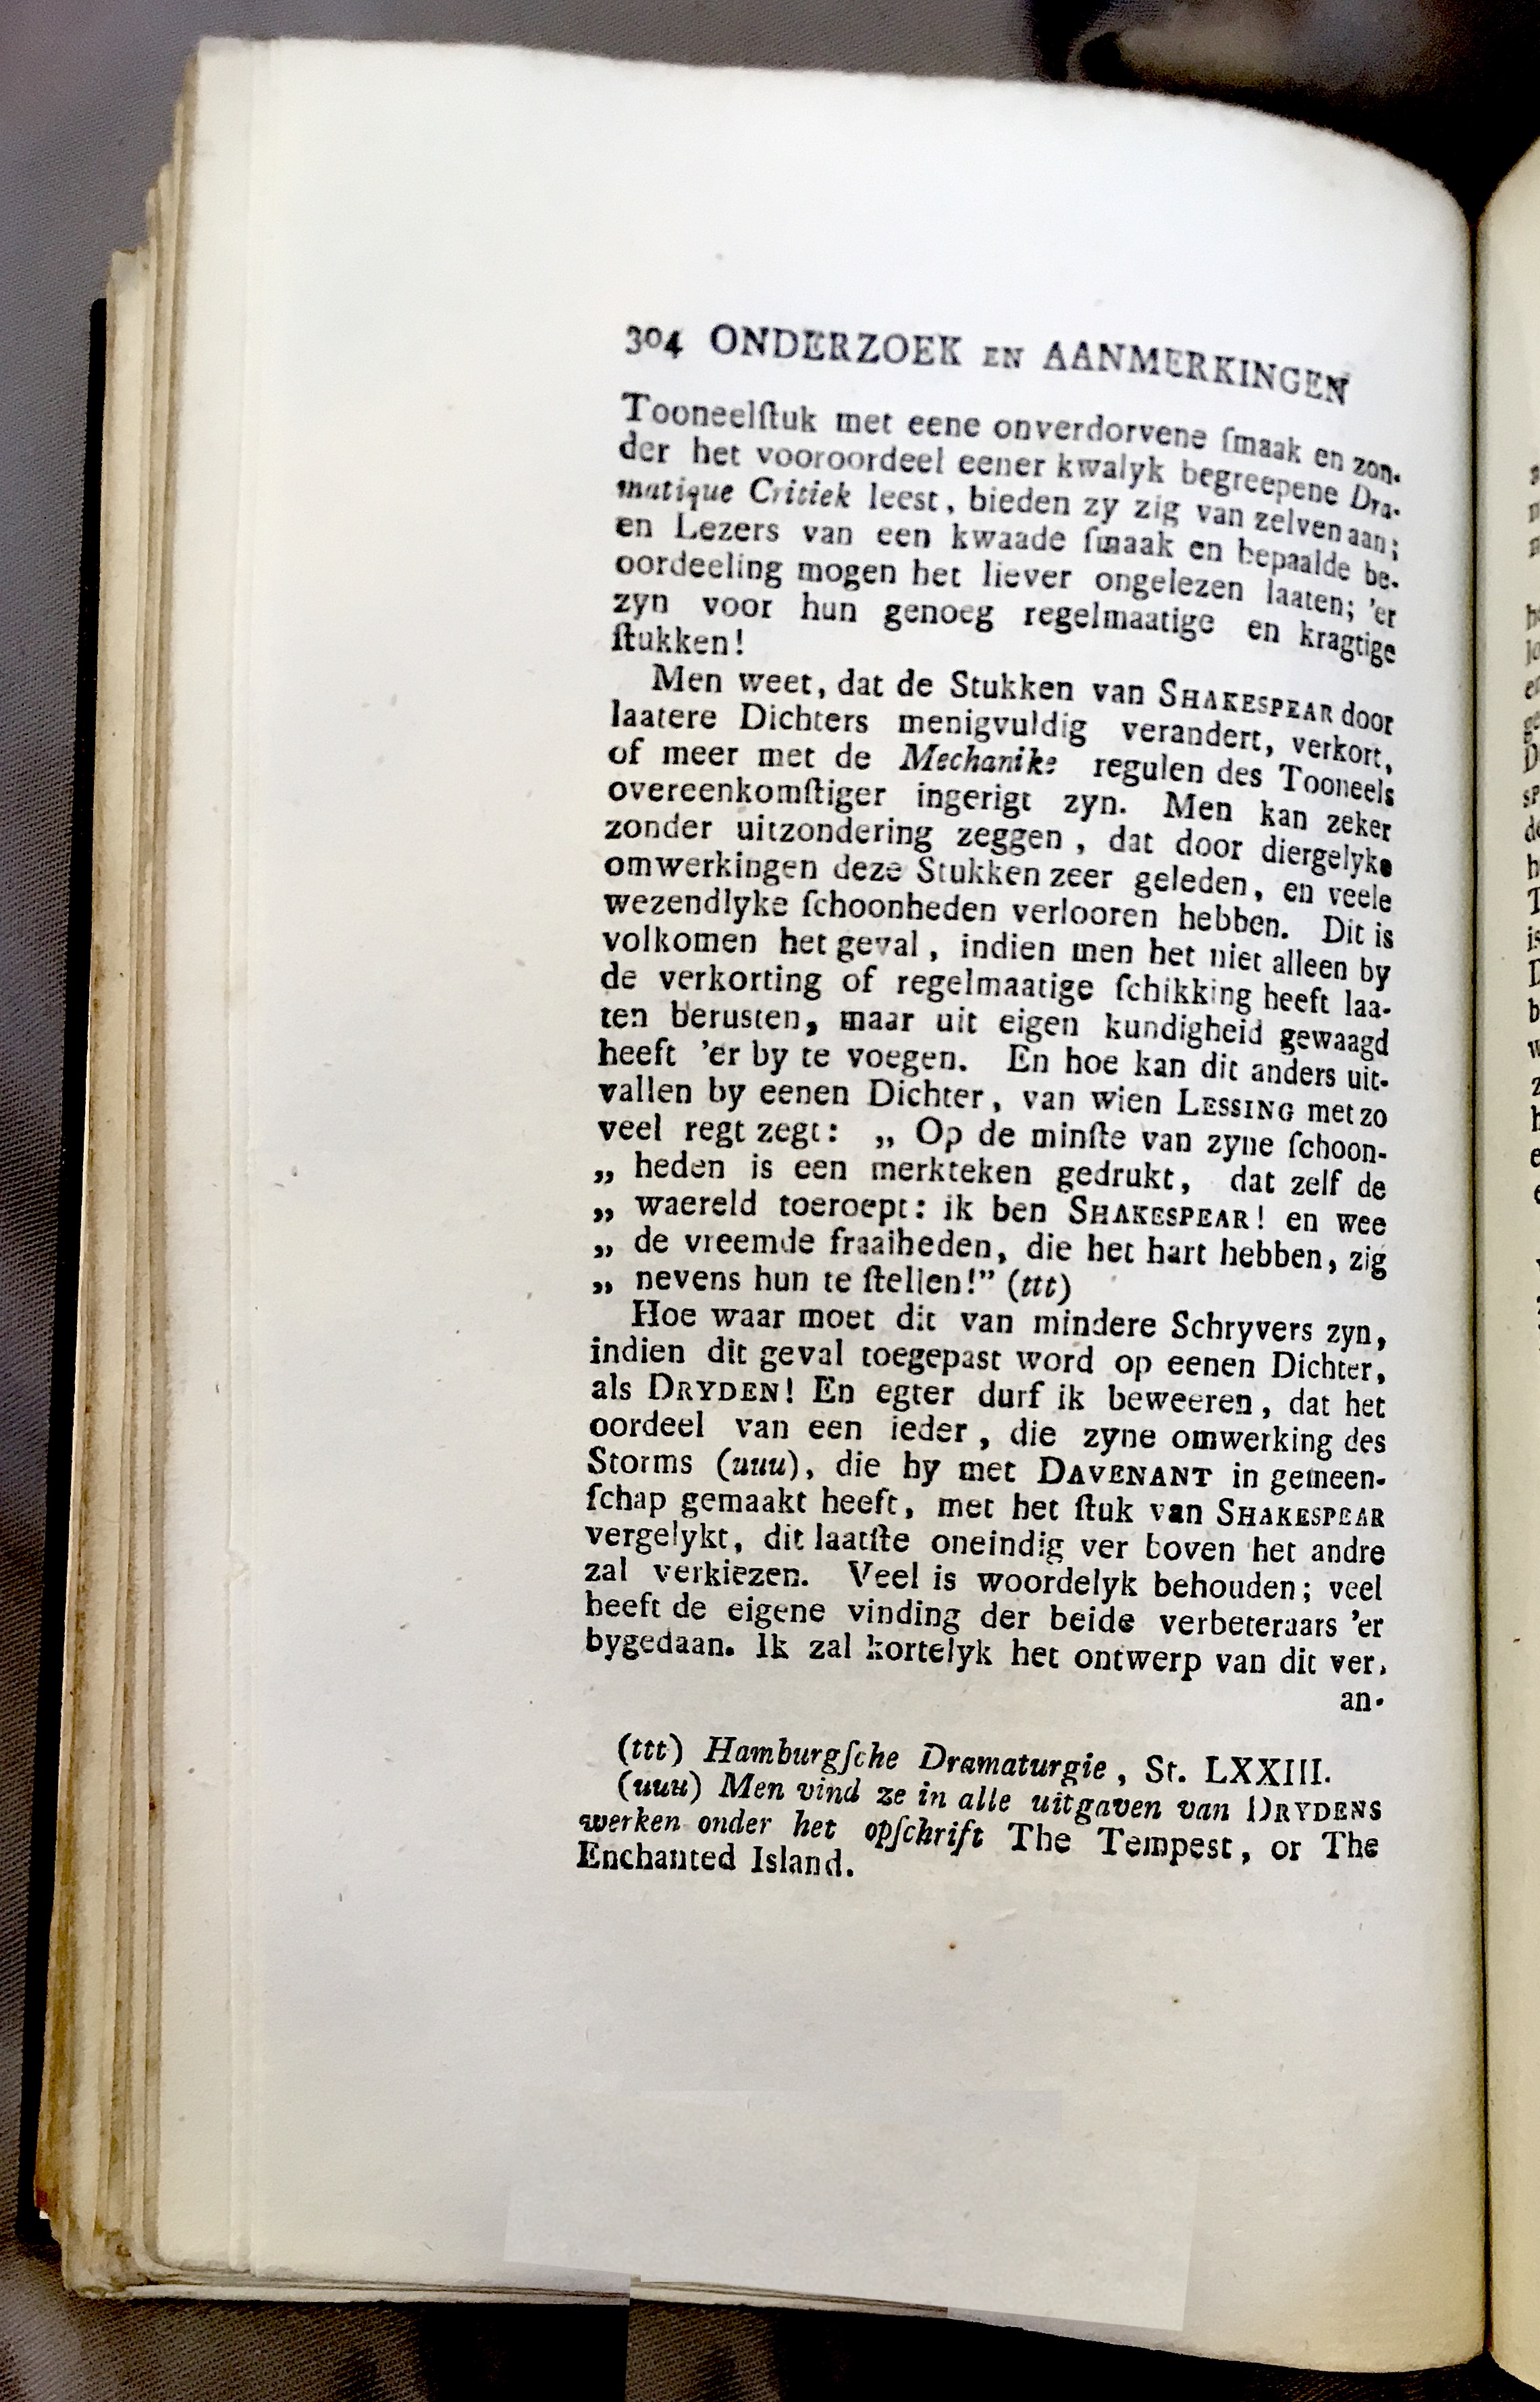 304 ONDERZOEK EN AANMERKINGEN
Tooneelſtuk met eene onverdorvene ſmaak en zon-
der het vooroordeel eener kwalyk begreepene Dra-
matique Critiek leest, bieden zy zig van zelven aan;
en Lezers van een kwaade ſmaak en bepaalde be-
oordeeling mogen het liever ongelezen laaten; 'er
zyn voor hun genoeg regelmaatige en kragtige
ſtukken!
Men weet, dat de Stukken van SHAKESPEAR door
laatere Dichters menigvuldig verandert, verkort,
of meer met de Mechanike regulen des Tooneels
overeenkomſtiger ingerigt zyn. Men kan zeker
zonder uitzondering zeggen, dat door diergelyke
omwerkingen deze Stukken zeer geleden, en veele
wezendlyke ſchoonheden verlooren hebben. Dit is
volkomen het geval, indien men het niet alleen by
de verkorting of regelmaatige ſchikking heeft laa-
ten berusten, maar uit eigen kundigheid gewaagd
heeft 'er by te voegen. En hoe kan dit anders uit-
vallen by eenen Dichter, van wien LESSING met zo
veel regt zegt: „ Op de minſte van zyne ſchoon-
„ heden is een merkteken gedrukt, dat zelf de
„ waereld toeroept: ik ben SHAKESPEAR! en wee
„ de vreemde fraaiheden, die het hart hebben, zig
„ nevens hun te ſtellen!” (ttt)
Hoe waar moet dit van mindere Schryvers zyn,
indien dit geval toegepast word op eenen Dichter,
als DRYDEN! En egter durf ik beweeren, dat het
oordeel van een ieder, die zyne omwerking des
Storms (uuu), die hy met DAVENANT in gemeen-
ſchap gemaakt heeft, met het ſtuk van SHAKESPEAR
vergelykt, dit laatſte oneindig ver boven het andre
zal verkiezen. Veel is woordelyk behouden; veel
heeft de eigene vinding der beide verbeteraars 'er
bygedaan. Ik zal kortelyk het ontwerp van dit ver-
an-
(ttt) Hamburgſche Dramaturgie, St. LXXIII.
(uuu) Men vind ze in alle uitgaven van DRYDENS
werken onder het opſchrift The Tempest, or The
Enchanted Island.